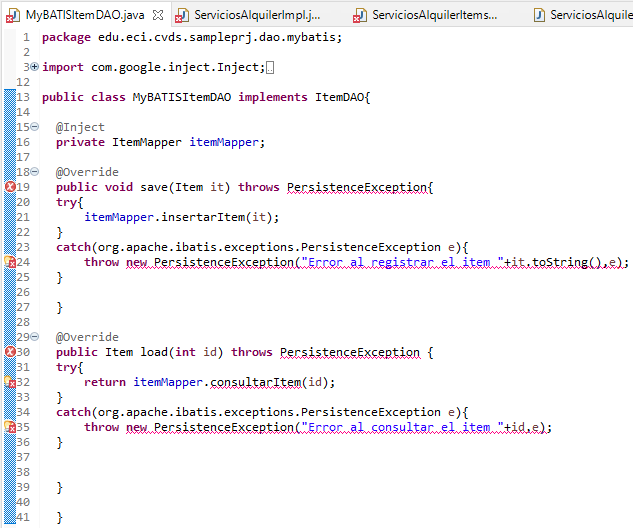 MyBATISItemDAO.java
ServiciosAlquilerImpl.j...
ServiciosAlquilerItems...
ServiciosAlquile
1 package edu.eci.cvds.sampleprj.dao.mybatis;
2
3 import com.google.inject.Inject;
12
13 public class MyBATISItemDAO implements ItemDAO{
14
15 @Inject
16 private ItemMapper itemMapper;
17
18 @Override
19 public void save(Item it) throws PersistenceException{
20 try{
21 itemMapper.insertarItem(it);
22 }
23 catch(org.apache.ibatis.exceptions.PersistenceException e){
24 throw new PersistenceException("Error al registrar el item "+it.toString(),e);
25 }
26
27 }
28
29 @Override
30 public Item load(int id) throws PersistenceException {
31 try{
32 return itemMapper.consultarItem(id);
33 }
34 catch(org.apache.ibatis.exceptions.PersistenceException e){
35 throw new PersistenceException("Error al consultar el item "+id,e);
36 }
37
38
39 }
40
41 }